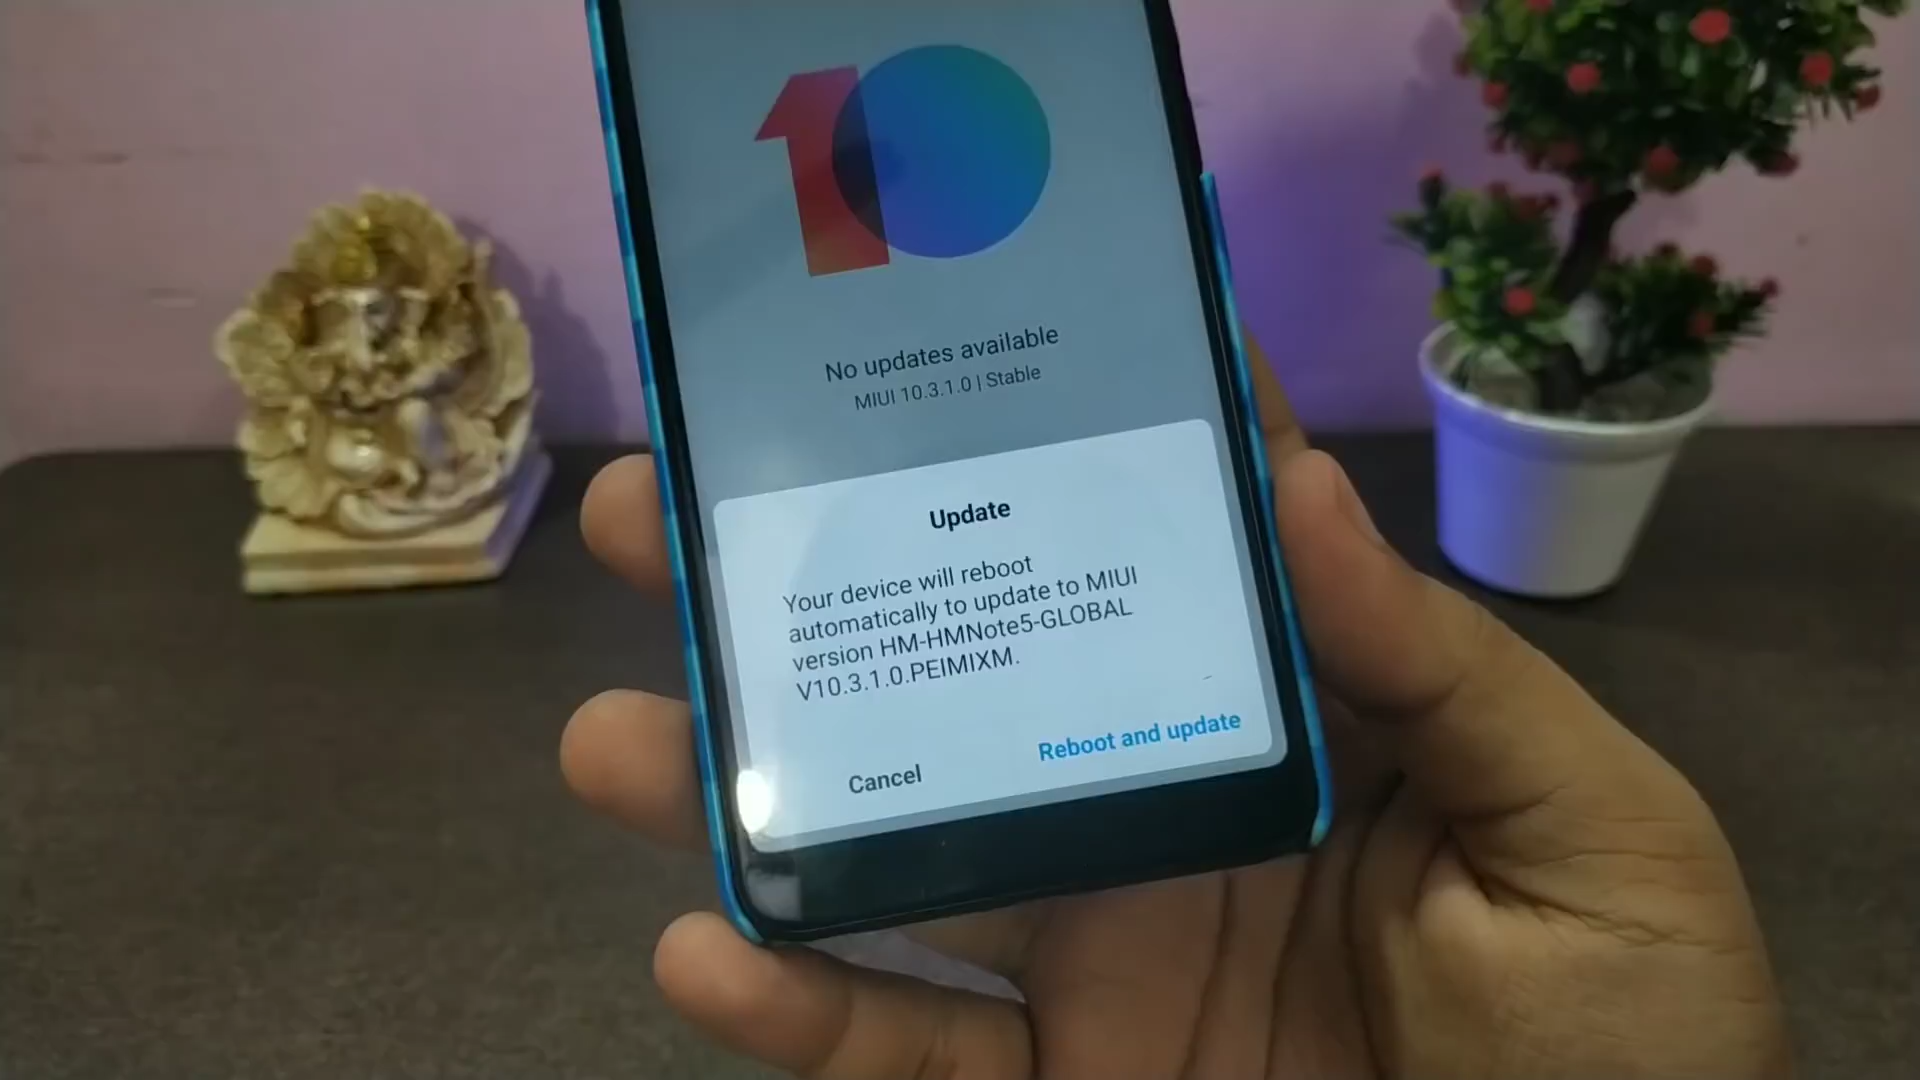 10
No updates available
MIUI 10.3.1.0 | Stable
Update
Your device will reboot
automatically to update to MIUI
version HM-HMNote5-GLOBAL
V10.3.1.0.PEIMIXM.
Cancel
Reboot and update